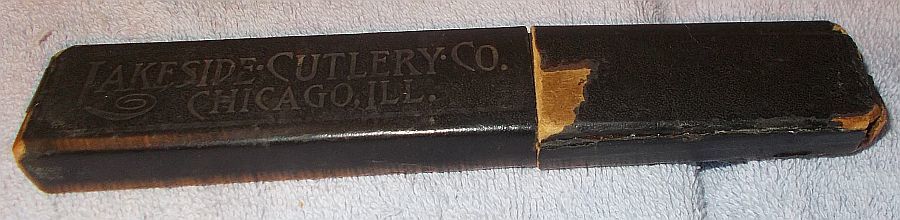 LAKESIDE·CUTLERY·CO.
CHICAGO, ILL.